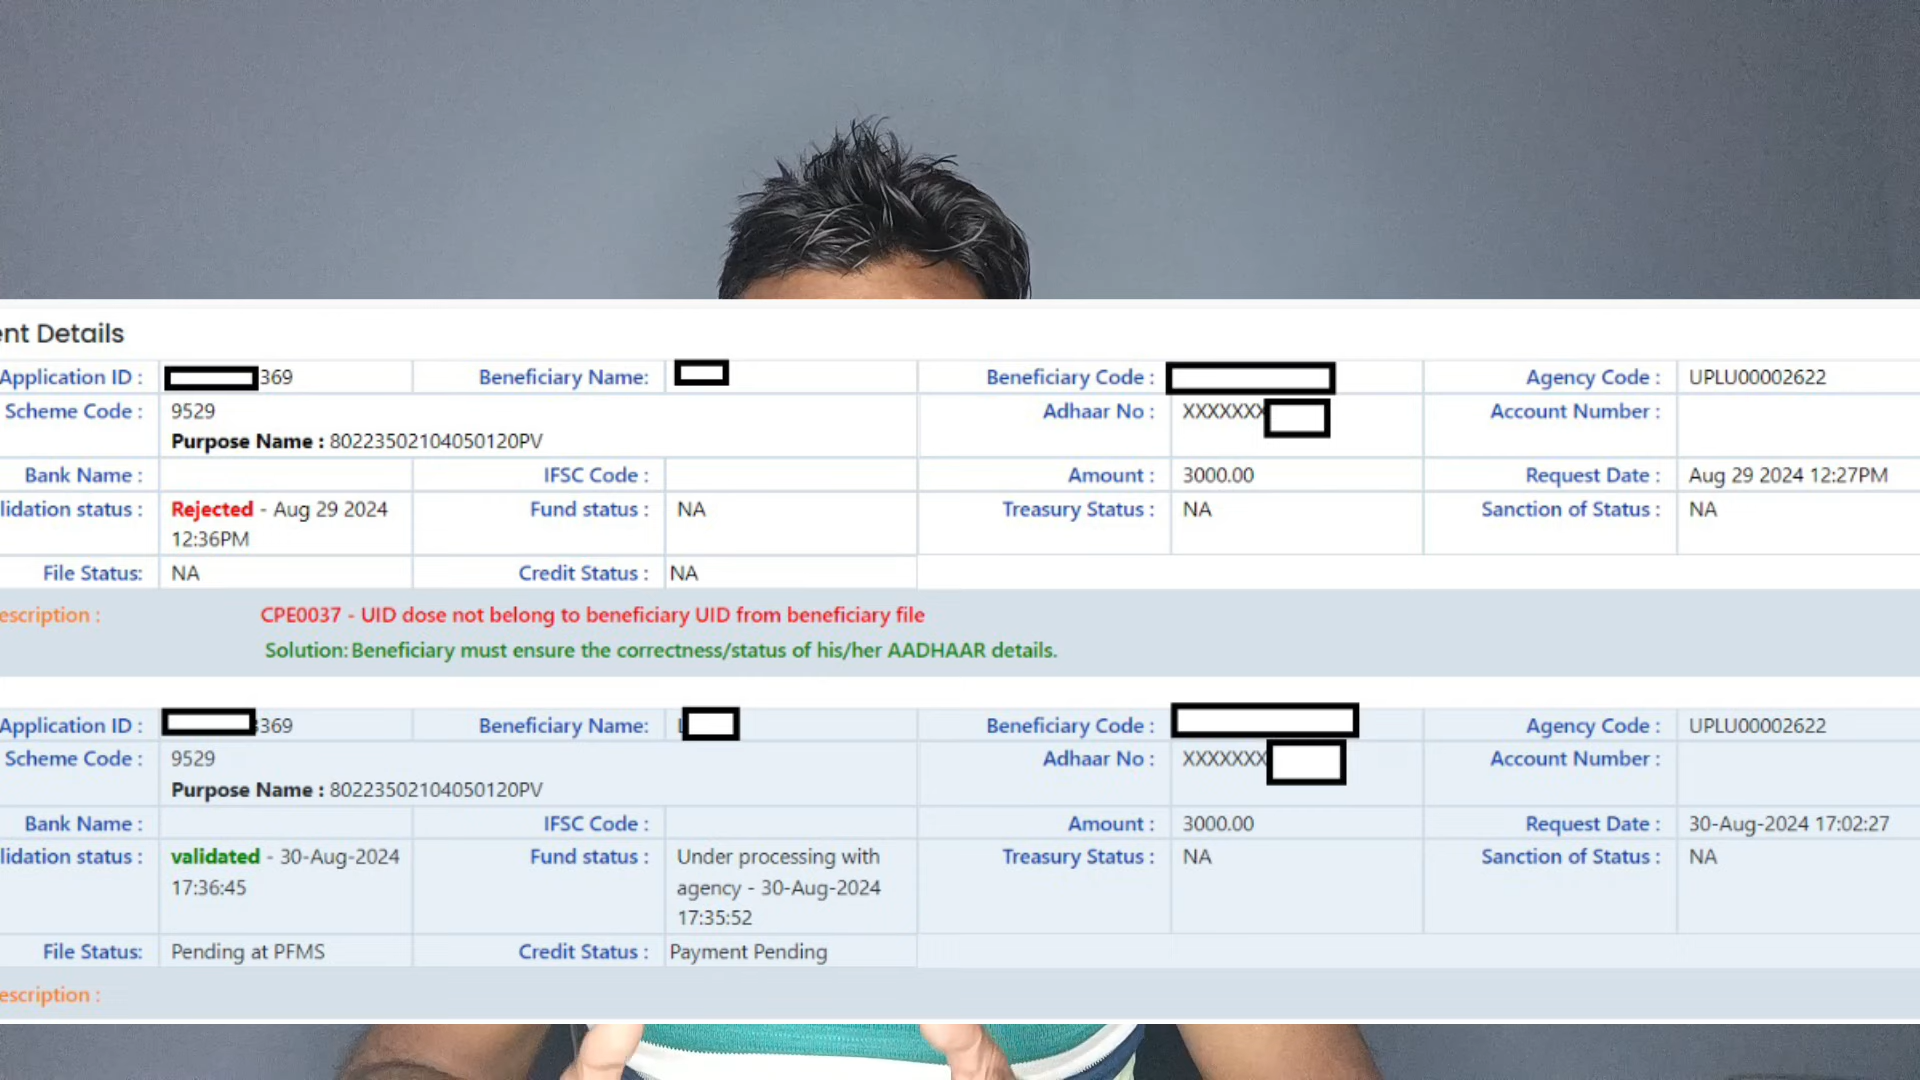 ent Details
Application ID : 369 Beneficiary Name: Beneficiary Code : Agency Code : UPLU00002622
Scheme Code : 9529 Adhaar No : XXXXXXX Account Number :
Purpose Name : 80223502104050120PV
Bank Name : IFSC Code : Amount : 3000.00 Request Date : Aug 29 2024 12:27PM
lidation status : Rejected - Aug 29 2024 Fund status : NA Treasury Status : NA Sanction of Status : NA
12:36PM
File Status: NA Credit Status : NA
escription : CPE0037 - UID dose not belong to beneficiary UID from beneficiary file
Solution: Beneficiary must ensure the correctness/status of his/her AADHAAR details.
Application ID : 369 Beneficiary Name: Beneficiary Code : Agency Code : UPLU00002622
Scheme Code : 9529 Adhaar No : XXXXXXX Account Number :
Purpose Name : 80223502104050120PV
Bank Name : IFSC Code : Amount : 3000.00 Request Date : 30-Aug-2024 17:02:27
lidation status : validated - 30-Aug-2024 Fund status : Under processing with Treasury Status : NA Sanction of Status : NA
17:36:45 agency - 30-Aug-2024
17:35:52
File Status: Pending at PFMS Credit Status : Payment Pending
escription :